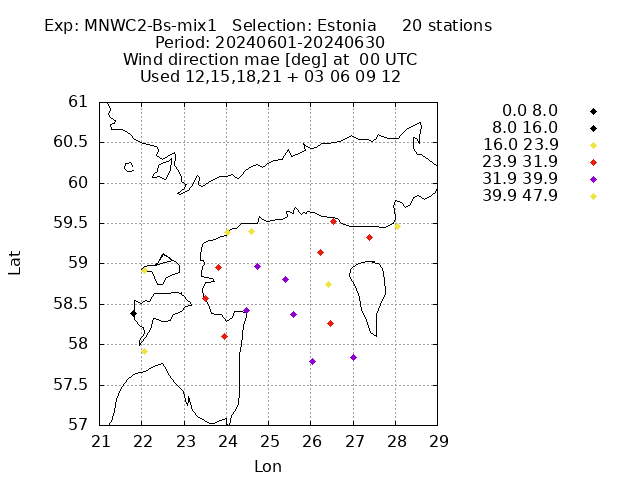 Exp: MNWC2-Bs-mix1 Selection: Estonia 20 stations
Period: 20240601-20240630
Wind direction mae [deg] at 00 UTC
Used 12,15,18,21 + 03 06 09 12
61
60.5
60
59.5
59
58.5
58
57.5
57
21 22 23 24 25 26 27 28 29
Lat
Lon
0.0 8.0
8.0 16.0
16.0 23.9
23.9 31.9
31.9 39.9
39.9 47.9